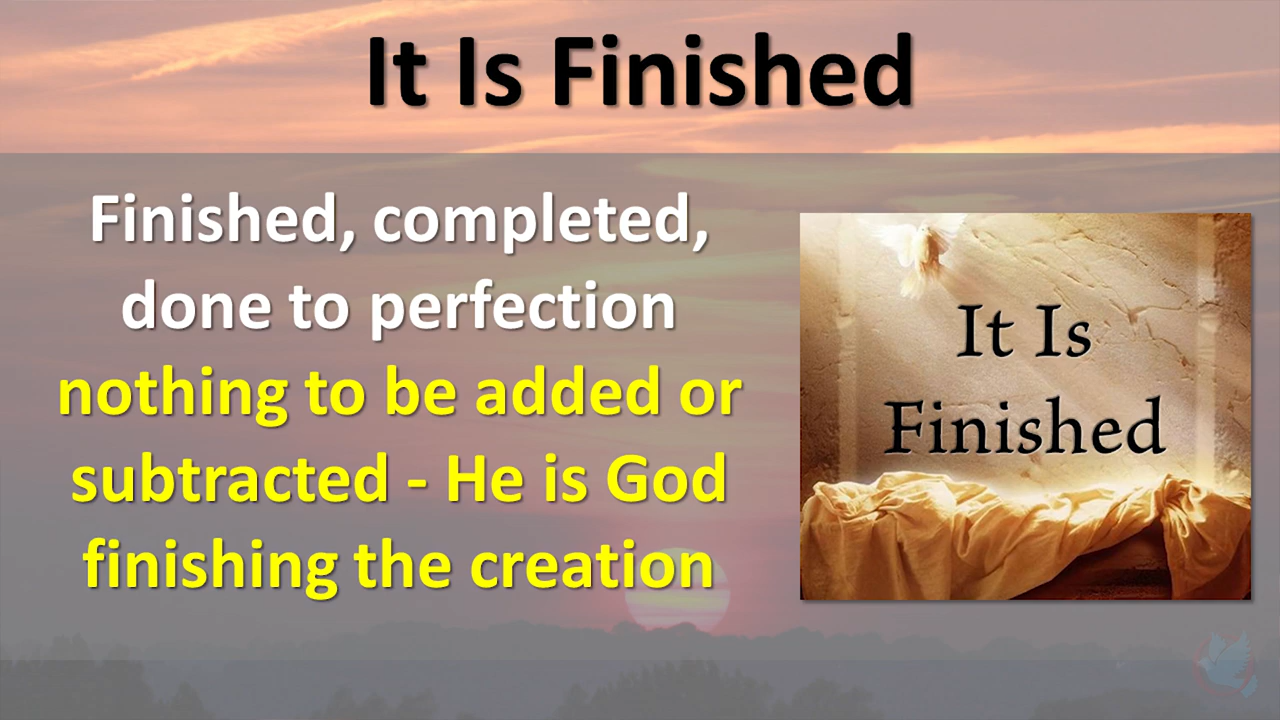 It Is Finished
Finished, completed,
done to perfection
nothing to be added or
subtracted - He is God
finishing the creation
It Is
Finished